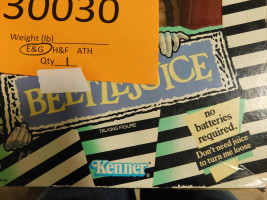 30030
Weight (lb)
E&G H&F ATH
Qty 1
BEETLEJUICE
TALKING FIGURE
no
batteries
required.
Don't need juice
to turn me loose
Kenner